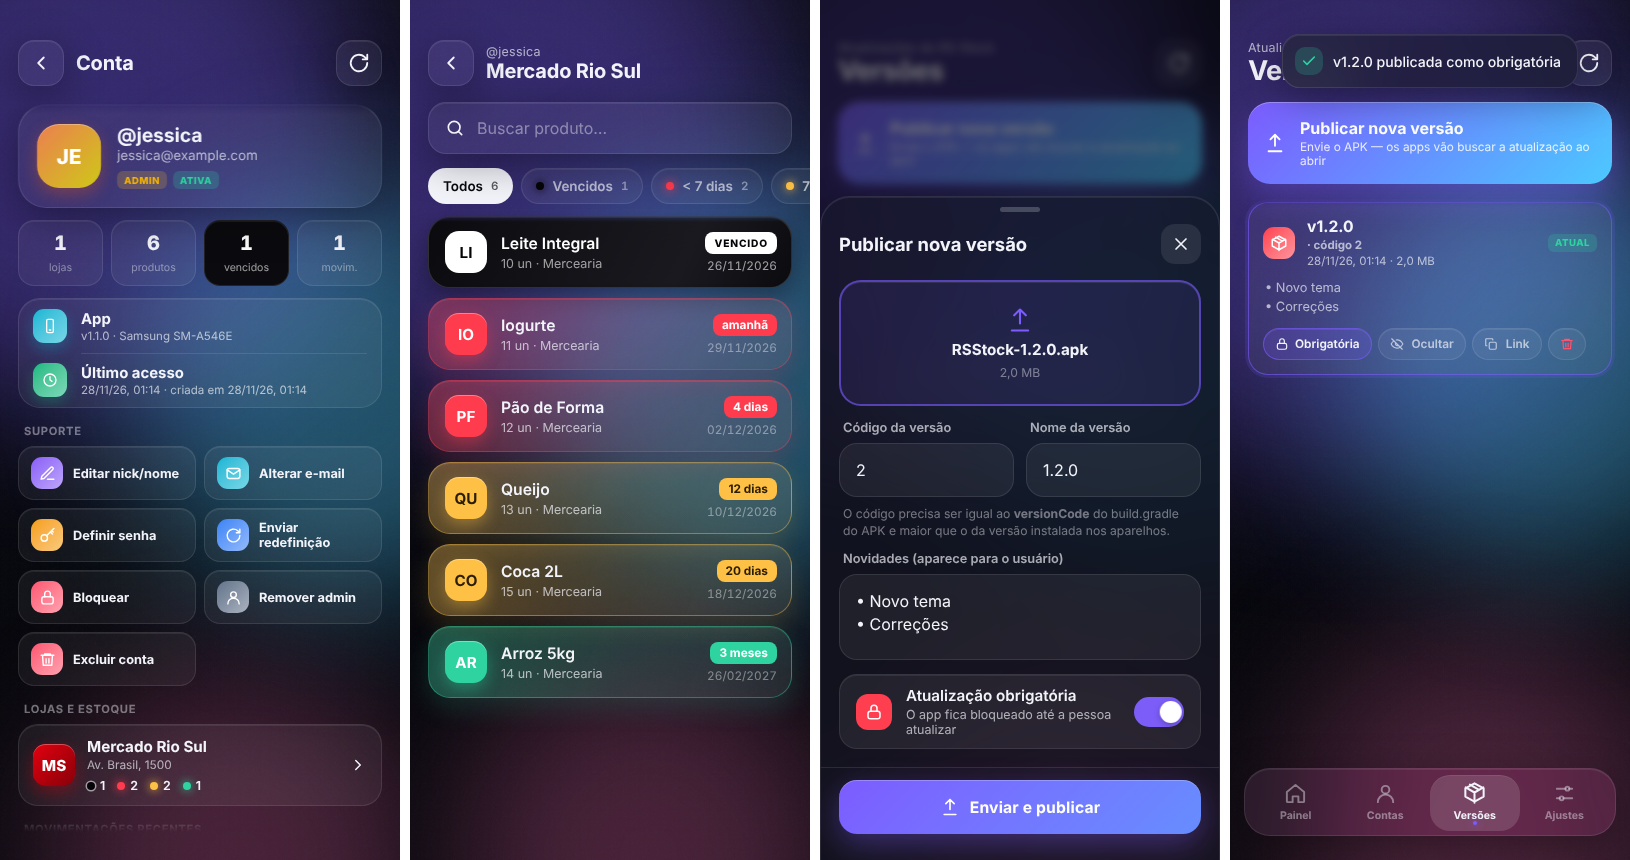 Conta
JE
@jessica
jessica@example.com
ADMIN
ATIVA
1
lojas
6
produtos
1
vencidos
1
movim.
App
v1.1.0 · Samsung SM-A546E
Último acesso
28/11/26, 01:14 · criada em 28/11/26, 01:14
SUPORTE
Editar nick/nome
Alterar e-mail
Definir senha
Enviar
redefinição
Bloquear
Remover admin
Excluir conta
LOJAS E ESTOQUE
MS
Mercado Rio Sul
Av. Brasil, 1500
1 2 2 1
MOVIMENTAÇÕES RECENTES
@jessica
Mercado Rio Sul
Buscar produto...
Todos 6
Vencidos 1
< 7 dias 2
7
LI
Leite Integral
10 un · Mercearia
VENCIDO
26/11/2026
IO
Iogurte
11 un · Mercearia
amanhã
29/11/2026
PF
Pão de Forma
12 un · Mercearia
4 dias
02/12/2026
QU
Queijo
13 un · Mercearia
12 dias
10/12/2026
CO
Coca 2L
15 un · Mercearia
20 dias
18/12/2026
AR
Arroz 5kg
14 un · Mercearia
3 meses
26/02/2027
Versões
Publicar nova versão
Publicar nova versão
RSStock-1.2.0.apk
2,0 MB
Código da versão
Nome da versão
2
1.2.0
O código precisa ser igual ao versionCode do build.gradle
do APK e maior que o da versão instalada nos aparelhos.
Novidades (aparece para o usuário)
• Novo tema
• Correções
Atualização obrigatória
O app fica bloqueado até a pessoa
atualizar
Enviar e publicar
Atuali
Ve
v1.2.0 publicada como obrigatória
Publicar nova versão
Envie o APK — os apps vão buscar a atualização ao
abrir
v1.2.0
· código 2
28/11/26, 01:14 · 2,0 MB
ATUAL
• Novo tema
• Correções
Obrigatória
Ocultar
Link
Painel
Contas
Versões
Ajustes